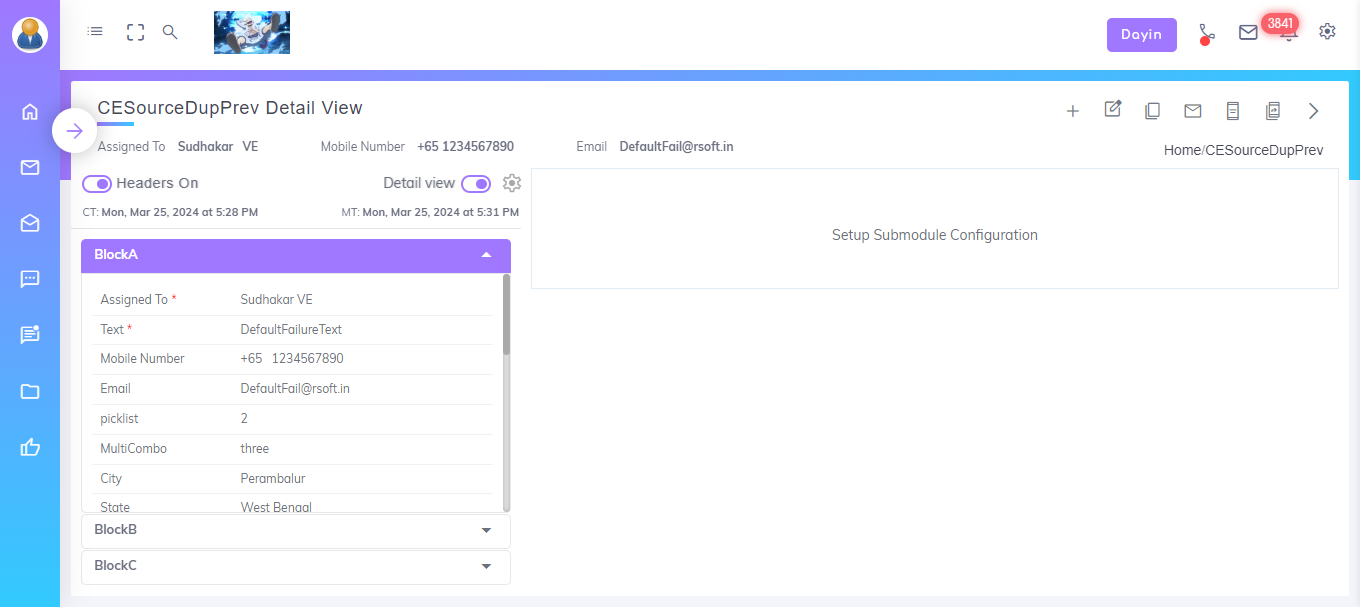 Dayin
3841
CESourceDupPrev Detail View
Assigned To Sudhakar VE Mobile Number +65 1234567890 Email DefaultFail@rsoft.in
Home/CESourceDupPrev
Headers On Detail view
CT: Mon, Mar 25, 2024 at 5:28 PM MT: Mon, Mar 25, 2024 at 5:31 PM
Setup Submodule Configuration
BlockA
Assigned To * Sudhakar VE
Text * DefaultFailureText
Mobile Number +65 1234567890
Email DefaultFail@rsoft.in
picklist 2
MultiCombo three
City Perambalur
State West Bengal
BlockB
BlockC